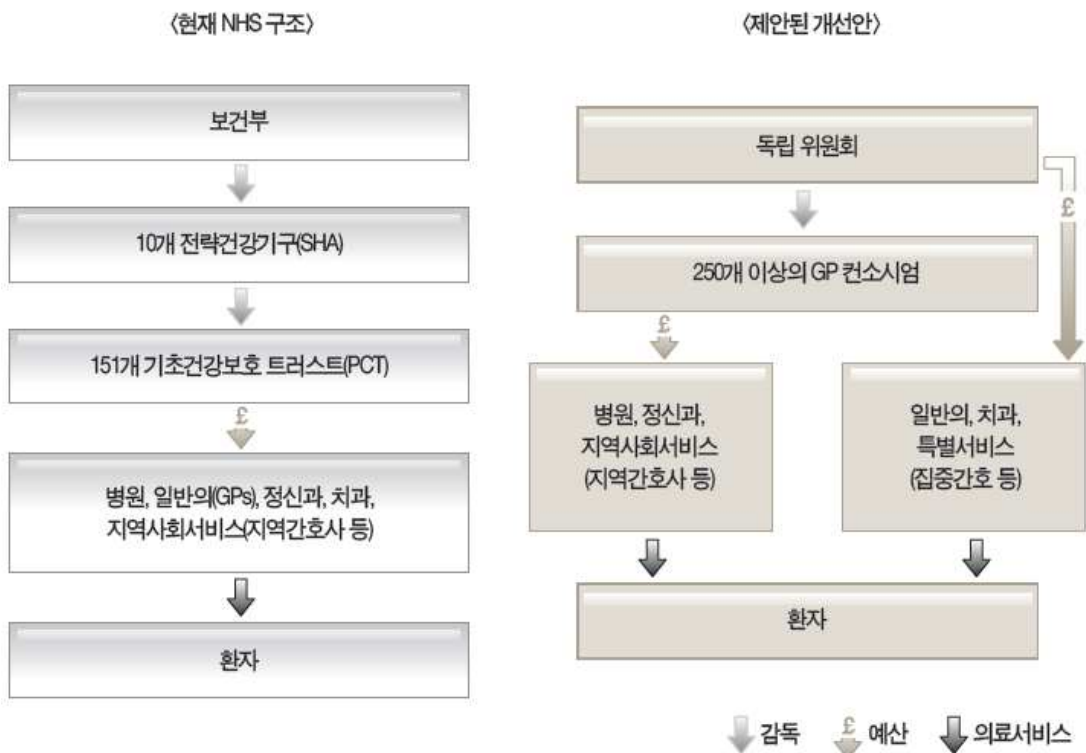 〈현재 NHS 구조〉
보건부
10개 전략건강기구(SHA)
151개 기초건강보호 트러스트(PCT)
£
병원, 일반의(GPs), 정신과, 치과,
지역사회서비스(지역간호사 등)
환자
〈제안된 개선안〉
독립 위원회
£
250개 이상의 GP 컨소시엄
£
병원, 정신과,
지역사회서비스
(지역간호사 등)
일반의, 치과,
특별서비스
(집중간호 등)
환자
감독
£ 예산
의료서비스